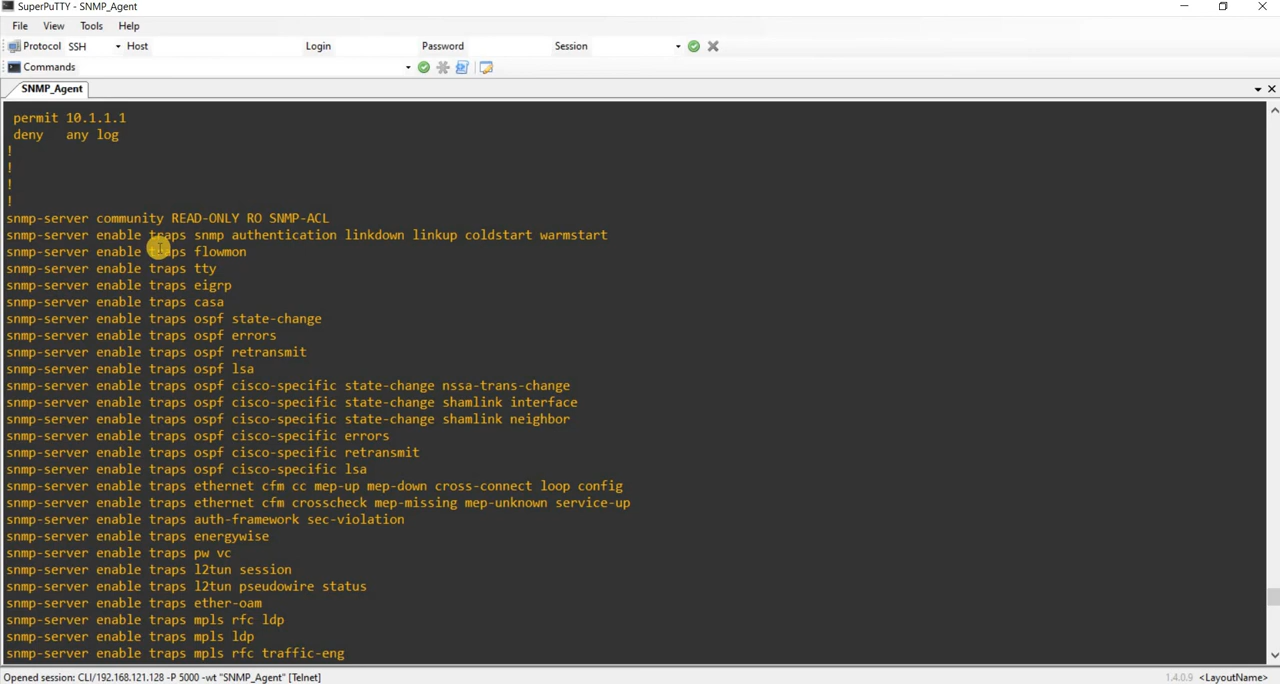 SuperPuTTY - SNMP_Agent
File View Tools Help
Protocol SSH Host Login Password Session
Commands
SNMP_Agent
permit 10.1.1.1
deny   any log
!
!
!
!
snmp-server community READ-ONLY RO SNMP-ACL
snmp-server enable traps snmp authentication linkdown linkup coldstart warmstart
snmp-server enable traps flowmon
snmp-server enable traps tty
snmp-server enable traps eigrp
snmp-server enable traps casa
snmp-server enable traps ospf state-change
snmp-server enable traps ospf errors
snmp-server enable traps ospf retransmit
snmp-server enable traps ospf lsa
snmp-server enable traps ospf cisco-specific state-change nssa-trans-change
snmp-server enable traps ospf cisco-specific state-change shamlink interface
snmp-server enable traps ospf cisco-specific state-change shamlink neighbor
snmp-server enable traps ospf cisco-specific errors
snmp-server enable traps ospf cisco-specific retransmit
snmp-server enable traps ospf cisco-specific lsa
snmp-server enable traps ethernet cfm cc mep-up mep-down cross-connect loop config
snmp-server enable traps ethernet cfm crosscheck mep-missing mep-unknown service-up
snmp-server enable traps auth-framework sec-violation
snmp-server enable traps energywise
snmp-server enable traps pw vc
snmp-server enable traps l2tun session
snmp-server enable traps l2tun pseudowire status
snmp-server enable traps ether-oam
snmp-server enable traps mpls rfc ldp
snmp-server enable traps mpls ldp
snmp-server enable traps mpls rfc traffic-eng
Opened session: CLI/192.168.121.128 -P 5000 -wt "SNMP_Agent" [Telnet] 1.4.0.9 <LayoutName>